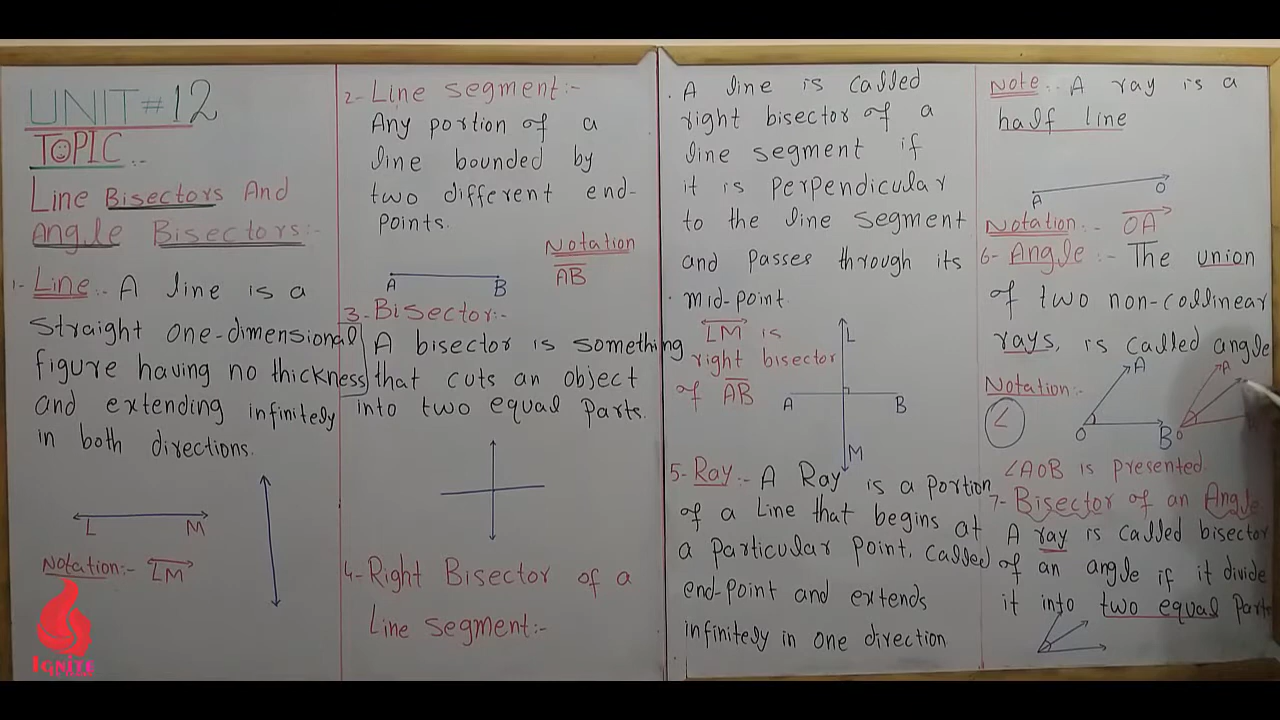 UNIT #12
TOPIC:-
Line Bisectors And
Angle Bisectors:-
1- Line:- A line is a
straight one-dimensional
figure having no thickness
and extending infinitely
in both directions.
L M
Notation:- LM
IGNITE
2- Line segment:-
Any portion of a
line bounded by
two different end-
points.
Notation
AB
A B
3- Bisector:-
A bisector is something
that cuts an object
into two equal parts.
4- Right Bisector of a
Line segment:-
. A line is called
right bisector of a
line segment if
it is perpendicular
to the line segment
and passes through its
. mid-point.
LM is
right bisector
of AB
L
A B
M
5- Ray:- A Ray is a portion
of a Line that begins at
a particular point, called
end-point and extends
infinitely in one direction
Note:- A ray is a
half line
A O
Notation:- OA
6- Angle:- The union
of two non-collinear
rays, is called angle
Notation:-
∠
A
O B
A
O
∠AOB is presented.
7- Bisector of an Angle
A ray is called bisector
of an angle if it divide
it into two equal parts